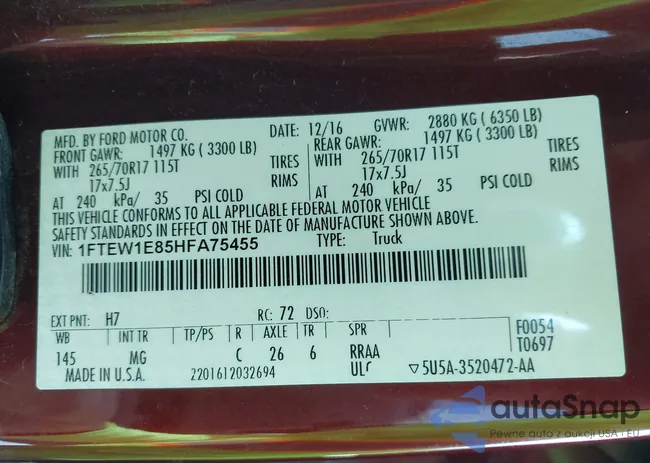 MFD. BY FORD MOTOR CO. DATE: 12/16 GVWR: 2880 KG ( 6350 LB)
FRONT GAWR: 1497 KG ( 3300 LB) REAR GAWR: 1497 KG ( 3300 LB)
WITH 265/70R17 115T TIRES WITH 265/70R17 115T TIRES
17x7.5J RIMS 17x7.5J RIMS
AT 240 kPa/ 35 PSI COLD AT 240 kPa/ 35 PSI COLD
THIS VEHICLE CONFORMS TO ALL APPLICABLE FEDERAL MOTOR VEHICLE
SAFETY STANDARDS IN EFFECT ON THE DATE OF MANUFACTURE SHOWN ABOVE.
VIN: 1FTEW1E85HFA75455 TYPE: Truck
EXT PNT: H7 RC: 72 DSO:
WB INT TR TP/PS R AXLE TR SPR F0054
145 MG C 26 6 RRAA T0697
MADE IN U.S.A. 2201612032694 ▽5U5A-3520472-AA
autaSnap
Pewne auto z aukcji USA i EU